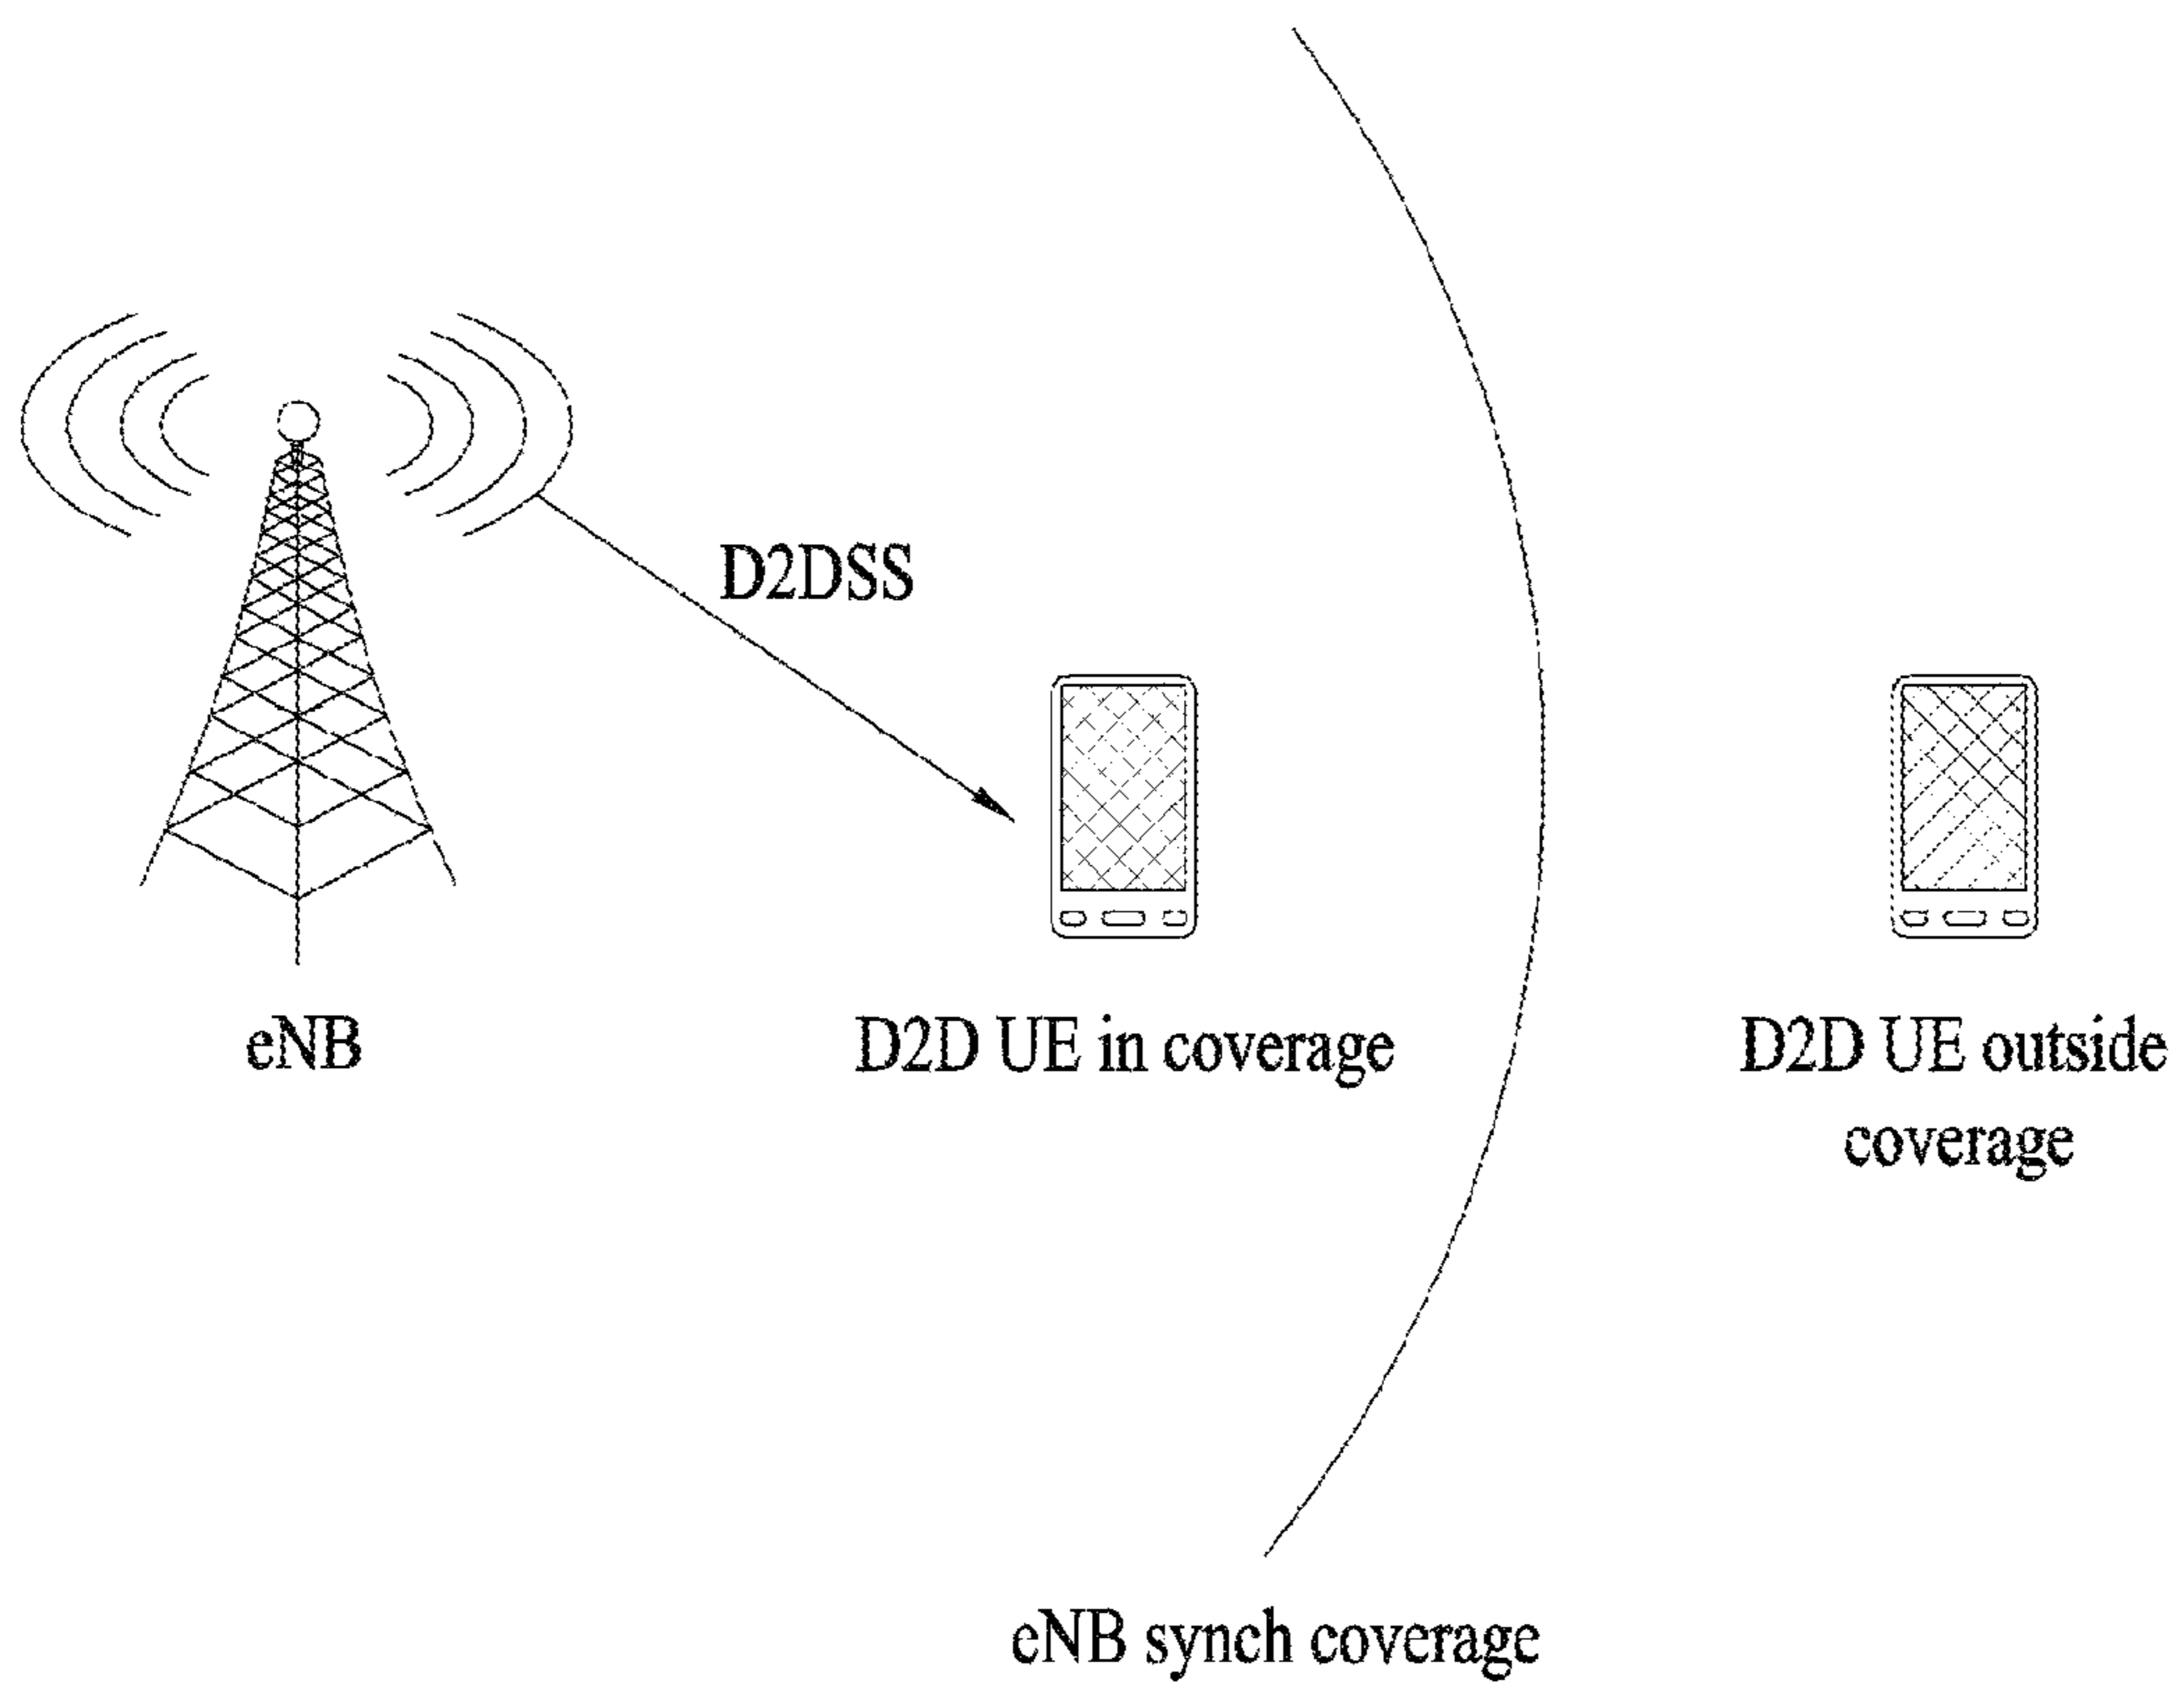 D2DSS
eNB
D2D UE in coverage
D2D UE outside
coverage
eNB synch coverage